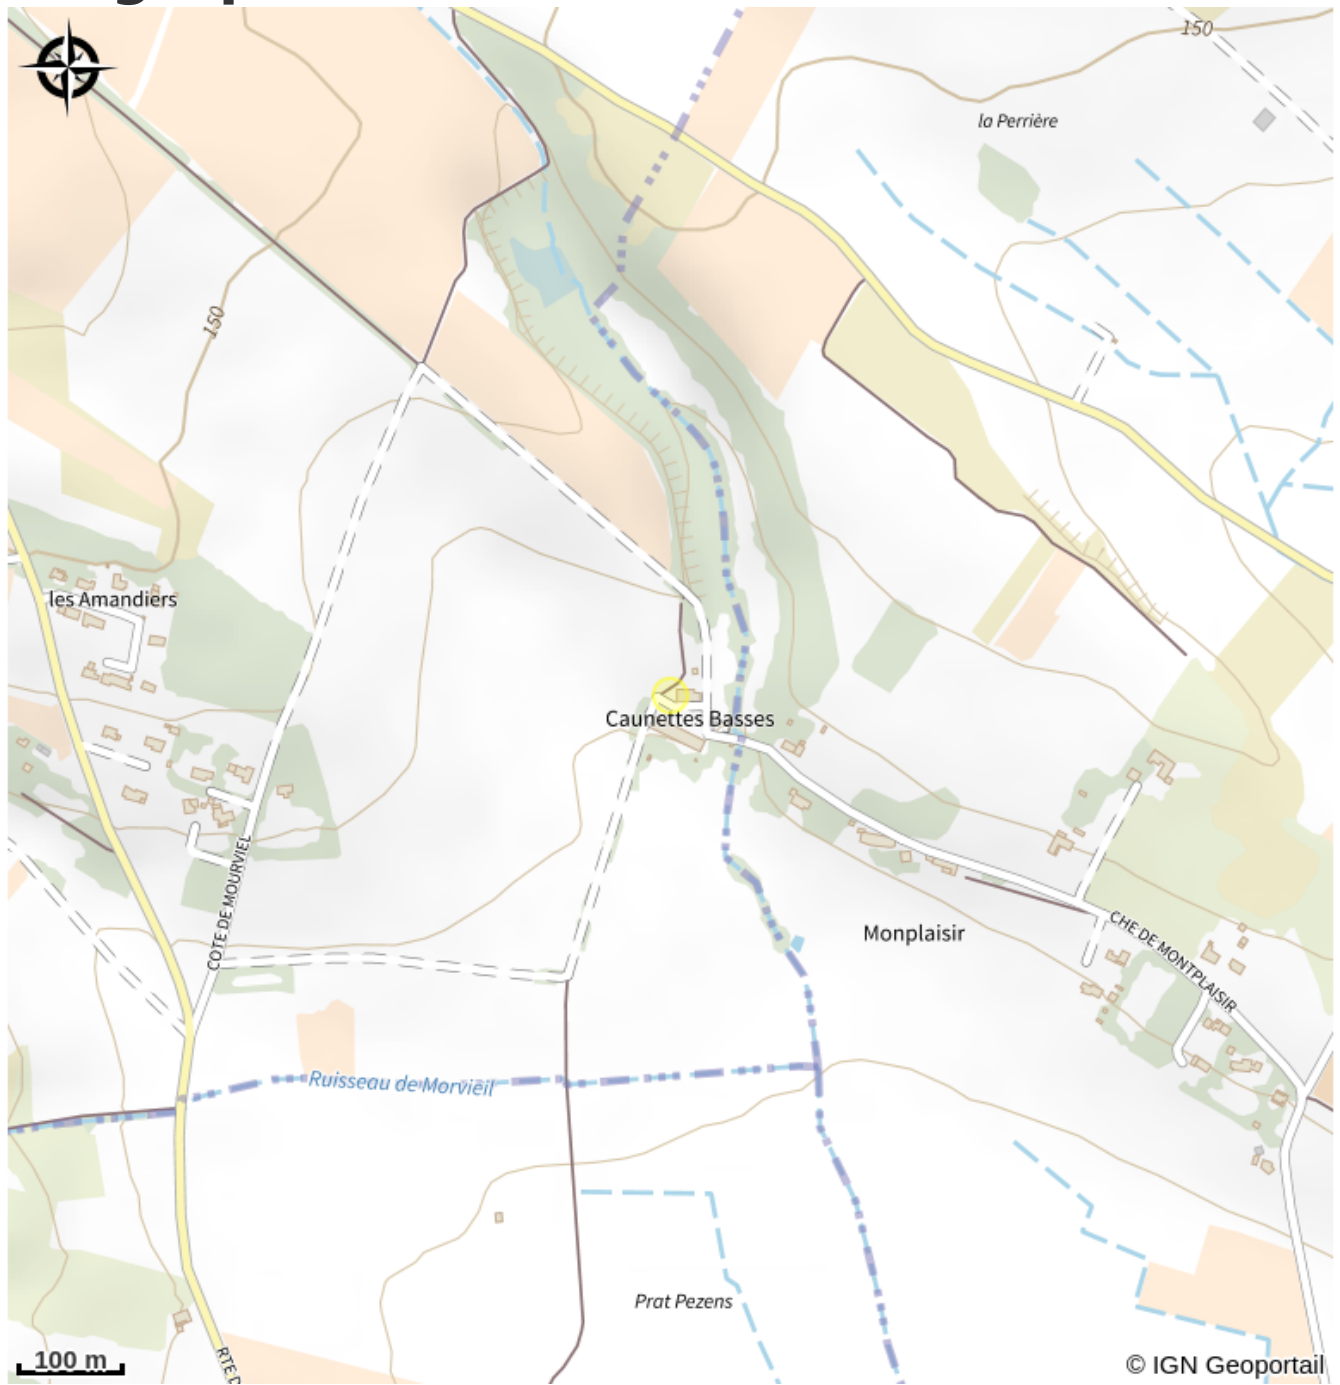 150
la Perrière
150
les Amandiers
Caunettes Basses
COTE DE MOURVIEL
Monplaisir
CHE DE MONTPLAISIR
Ruisseau de Morvieil
Prat Pezens
RTE D
100 m
© IGN Geoportail